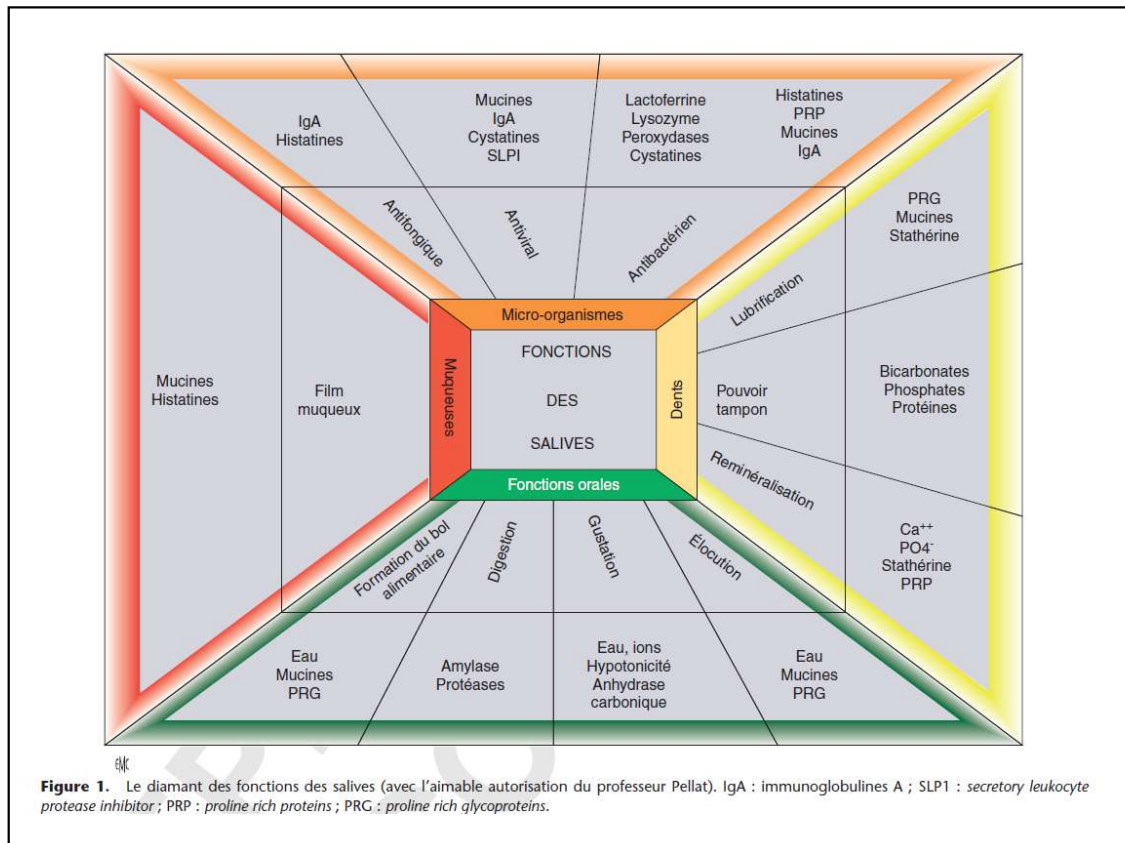 IgA
Histatines
Mucines
IgA
Cystatines
SLPI
Lactoferrine
Lysozyme
Peroxydases
Cystatines
Histatines
PRP
Mucines
IgA
Antifongique
Antiviral
Antibactérien
PRG
Mucines
Stathérine
Lubrification
Micro-organismes
Mucines
Histatines
Film
muqueux
Muqueuses
FONCTIONS
DES
SALIVES
Dents
Pouvoir
tampon
Bicarbonates
Phosphates
Protéines
Fonctions orales
Reminéralisation
Ca++
PO4-
Stathérine
PRP
Formation du bol
alimentaire
Digestion
Gustation
Élocution
Eau
Mucines
PRG
Amylase
Protéases
Eau, ions
Hypotonicité
Anhydrase
carbonique
Eau
Mucines
PRG
EMC
Figure 1. Le diamant des fonctions des salives (avec l'aimable autorisation du professeur Pellat). IgA : immunoglobulines A ; SLP1 : secretory leukocyte
protease inhibitor ; PRP : proline rich proteins ; PRG : proline rich glycoproteins.